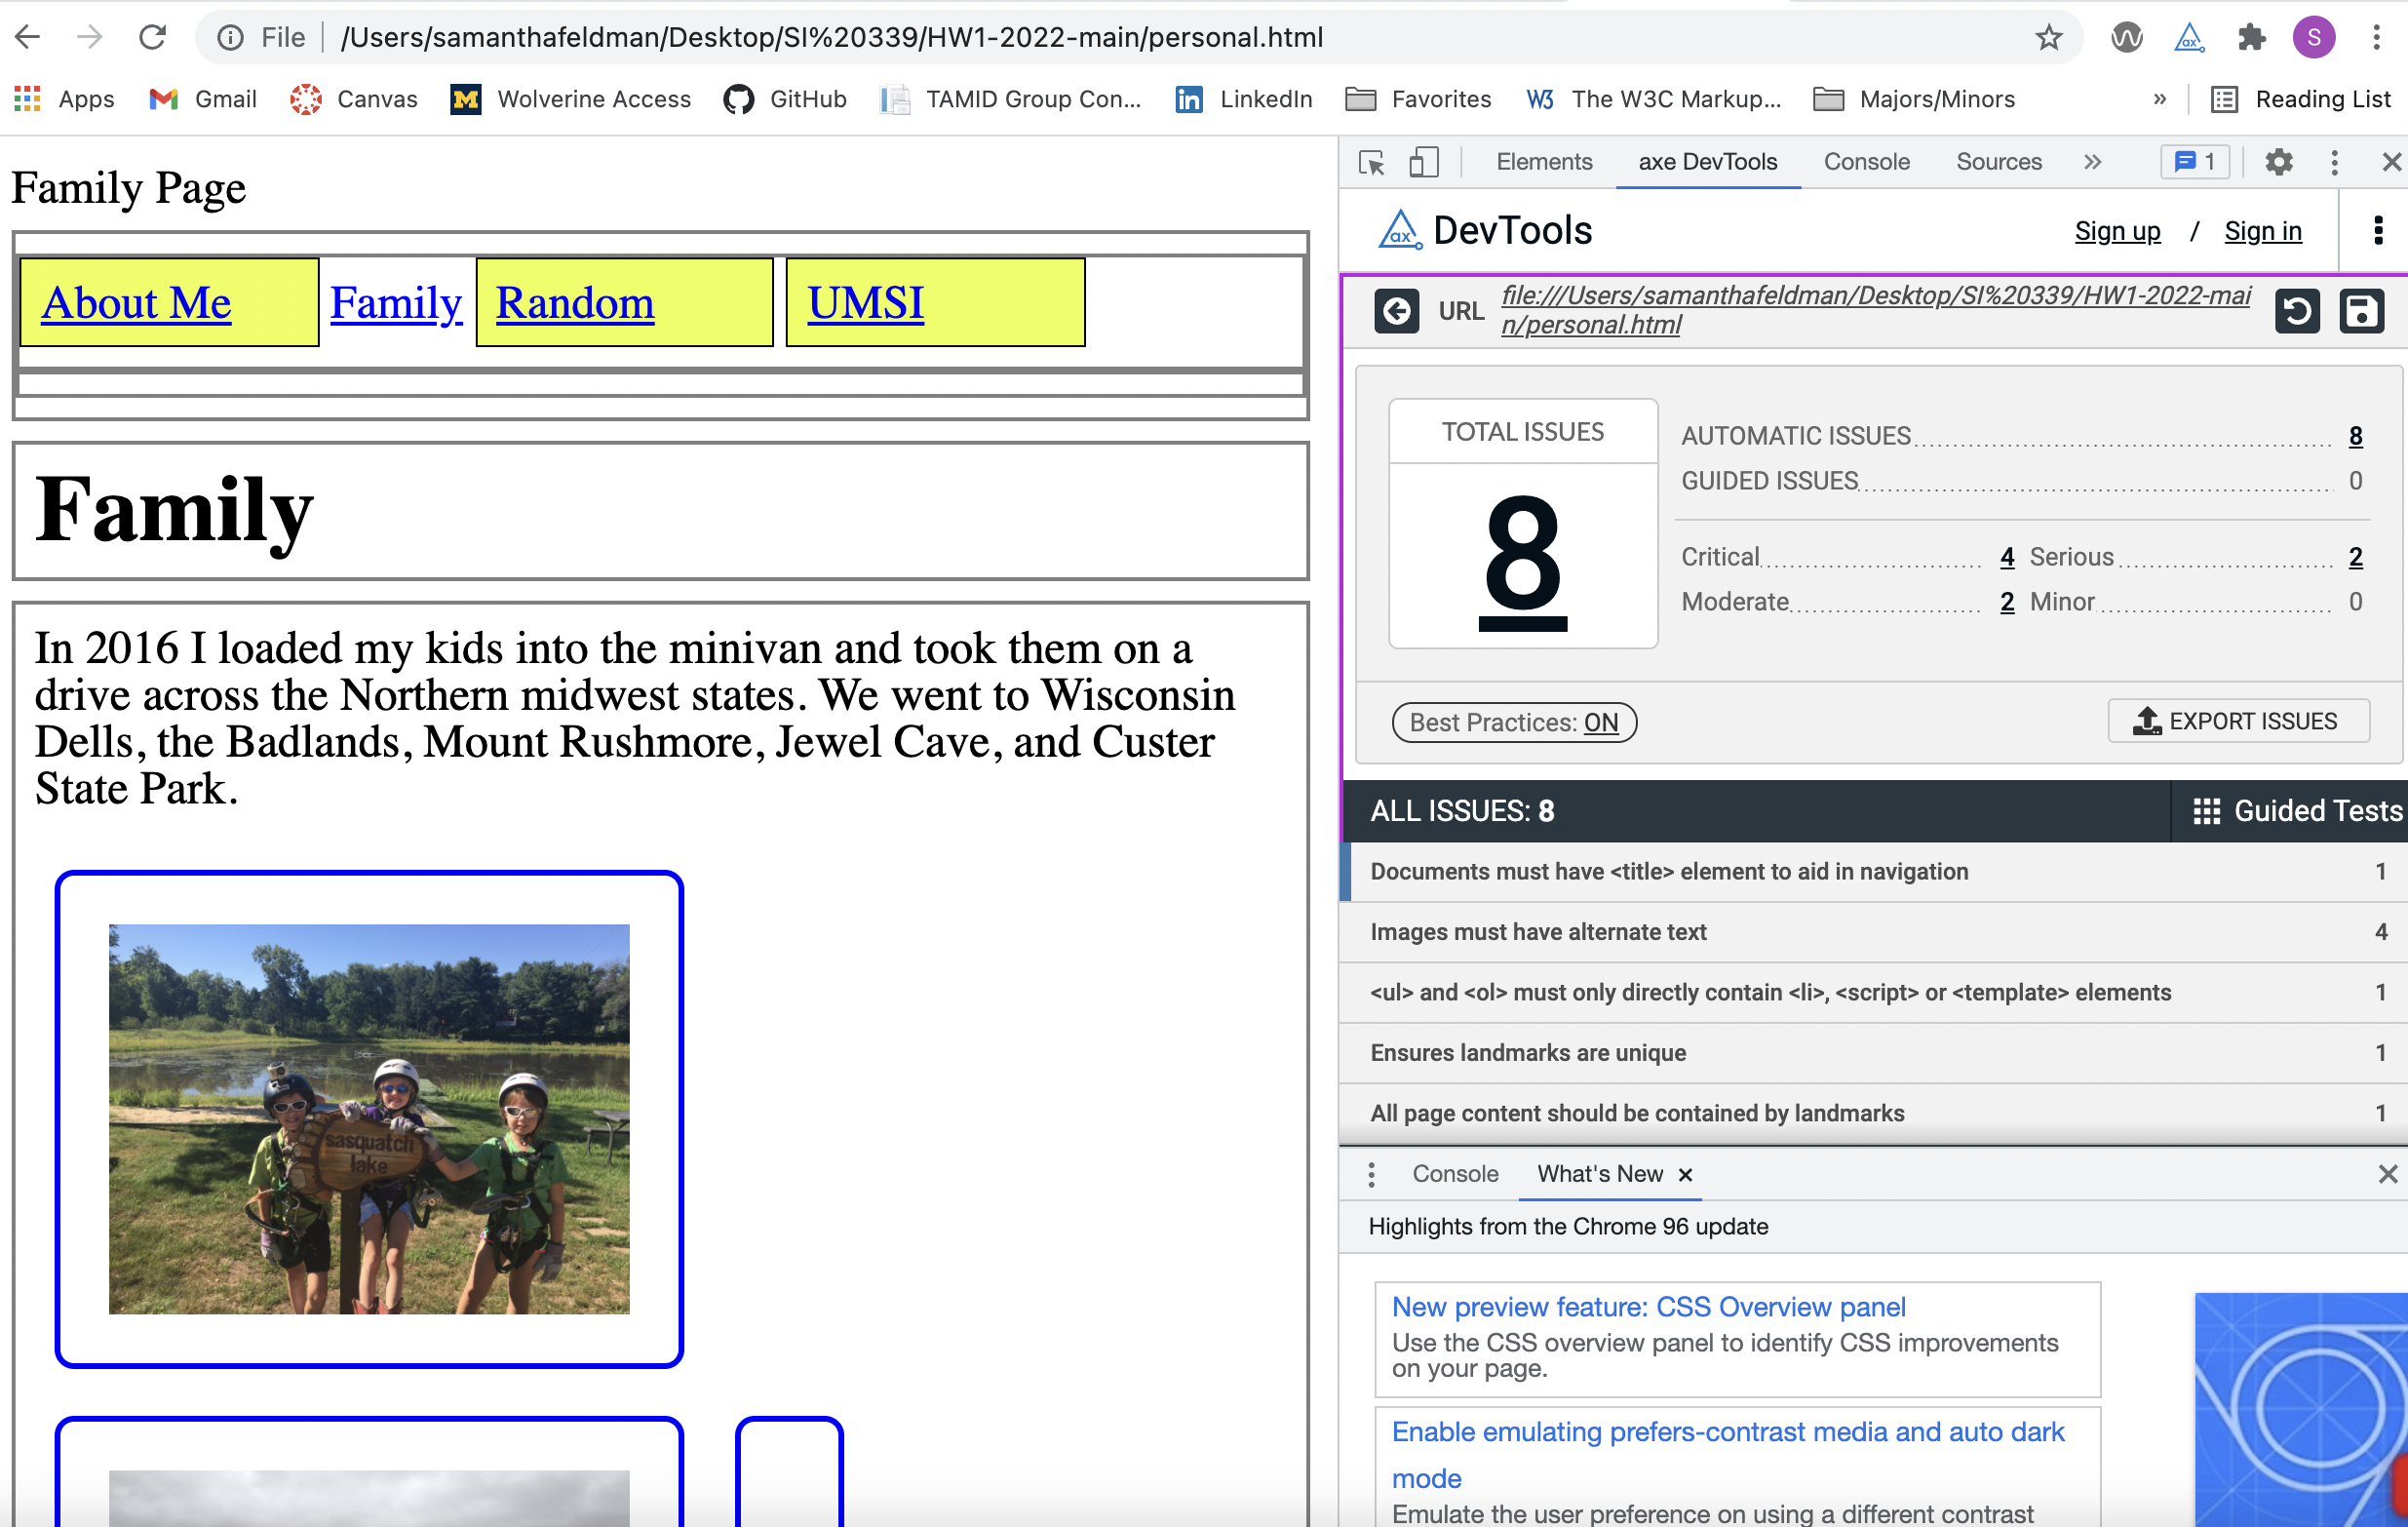 File /Users/samanthafeldman/Desktop/SI%20339/HW1-2022-main/personal.html
S
Apps Gmail Canvas M Wolverine Access GitHub TAMID Group Con... in LinkedIn Favorites W3 The W3C Markup... Majors/Minors » Reading List
Family Page
About Me Family Random UMSI
Family
In 2016 I loaded my kids into the minivan and took them on a
drive across the Northern midwest states. We went to Wisconsin
Dells, the Badlands, Mount Rushmore, Jewel Cave, and Custer
State Park.
sasquatch
lake
Elements axe DevTools Console Sources » 1
ax DevTools Sign up / Sign in
URL file:///Users/samanthafeldman/Desktop/SI%20339/HW1-2022-mai
n/personal.html
TOTAL ISSUES
8
AUTOMATIC ISSUES 8
GUIDED ISSUES 0
Critical 4 Serious 2
Moderate 2 Minor 0
Best Practices: ON
EXPORT ISSUES
ALL ISSUES: 8 Guided Tests
Documents must have <title> element to aid in navigation 1
Images must have alternate text 4
<ul> and <ol> must only directly contain <li>, <script> or <template> elements 1
Ensures landmarks are unique 1
All page content should be contained by landmarks 1
Console What's New ×
Highlights from the Chrome 96 update
New preview feature: CSS Overview panel
Use the CSS overview panel to identify CSS improvements
on your page.
Enable emulating prefers-contrast media and auto dark
mode
Emulate the user preference on using a different contrast